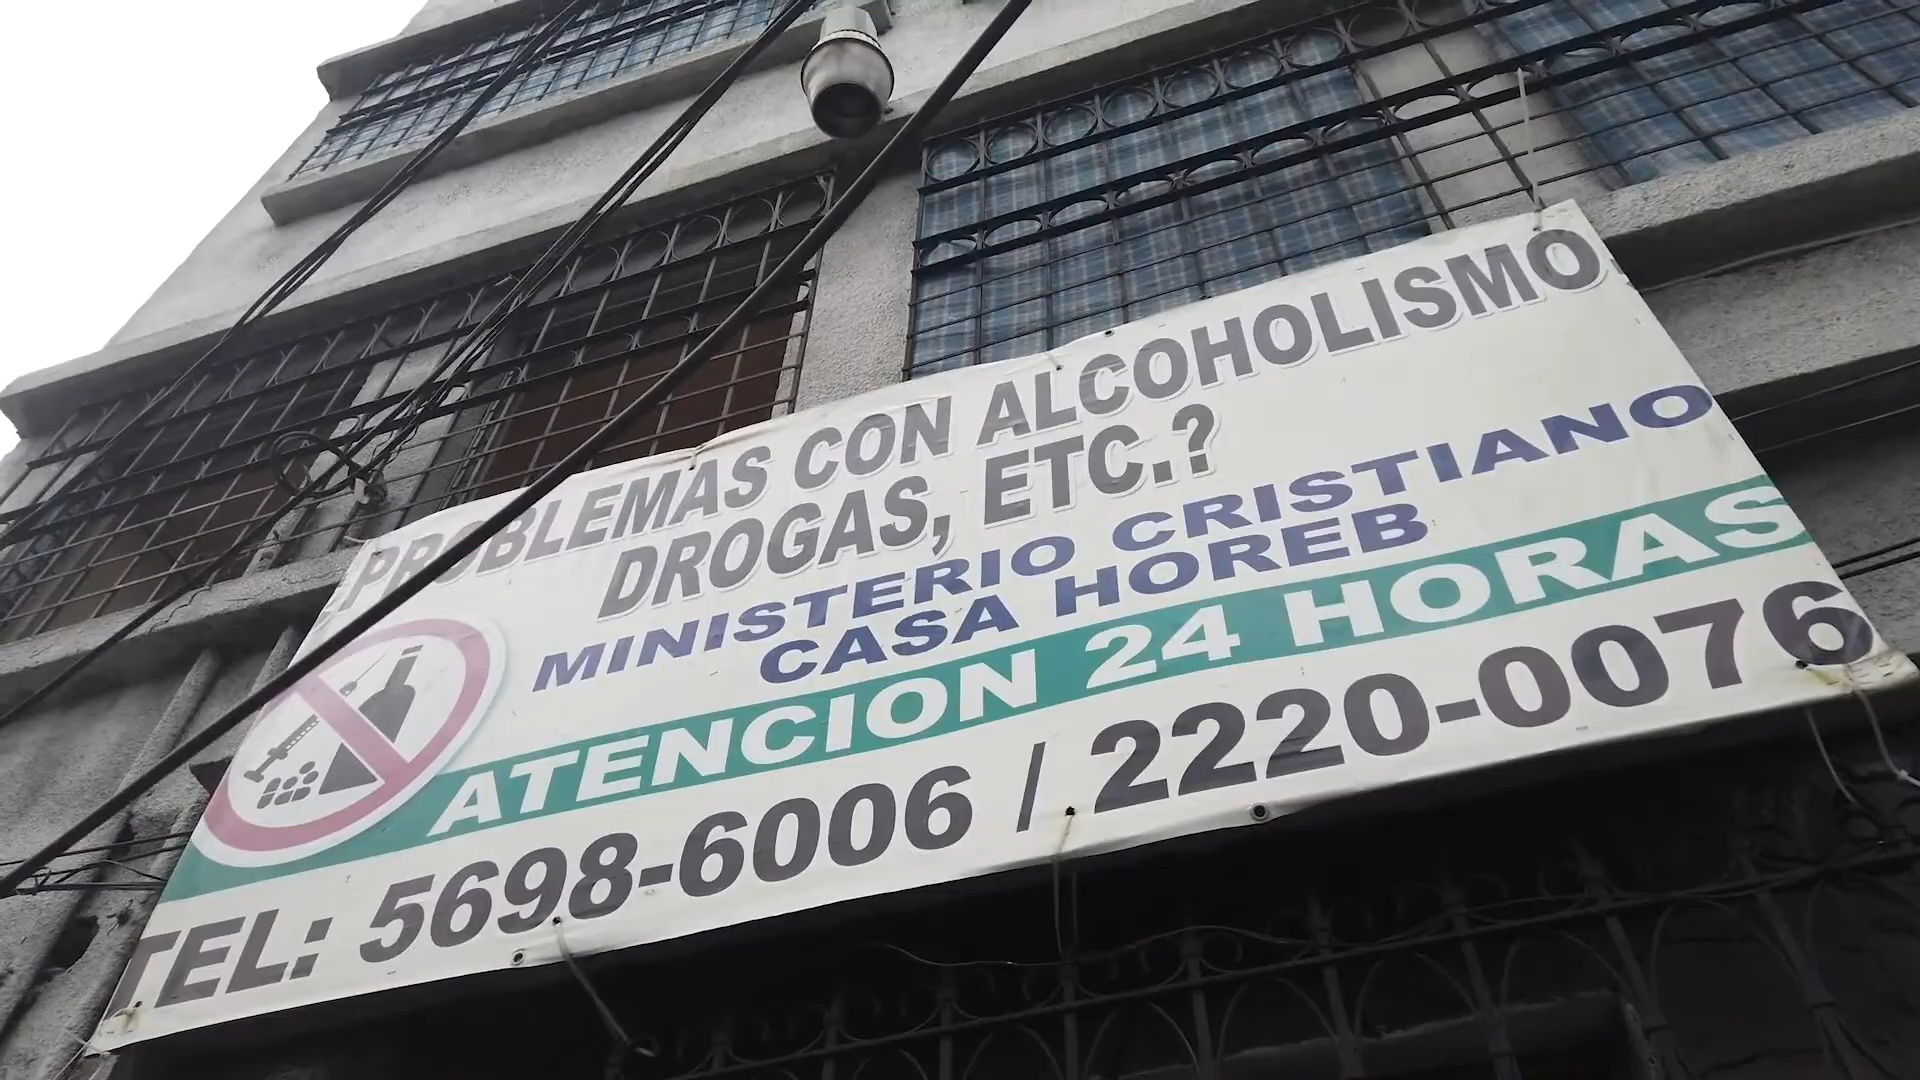 PROBLEMAS CON ALCOHOLISMO,
DROGAS, ETC.?
MINISTERIO CRISTIANO
CASA HOREB
ATENCION 24 HORAS
TEL: 5698-6006 / 2220-0076